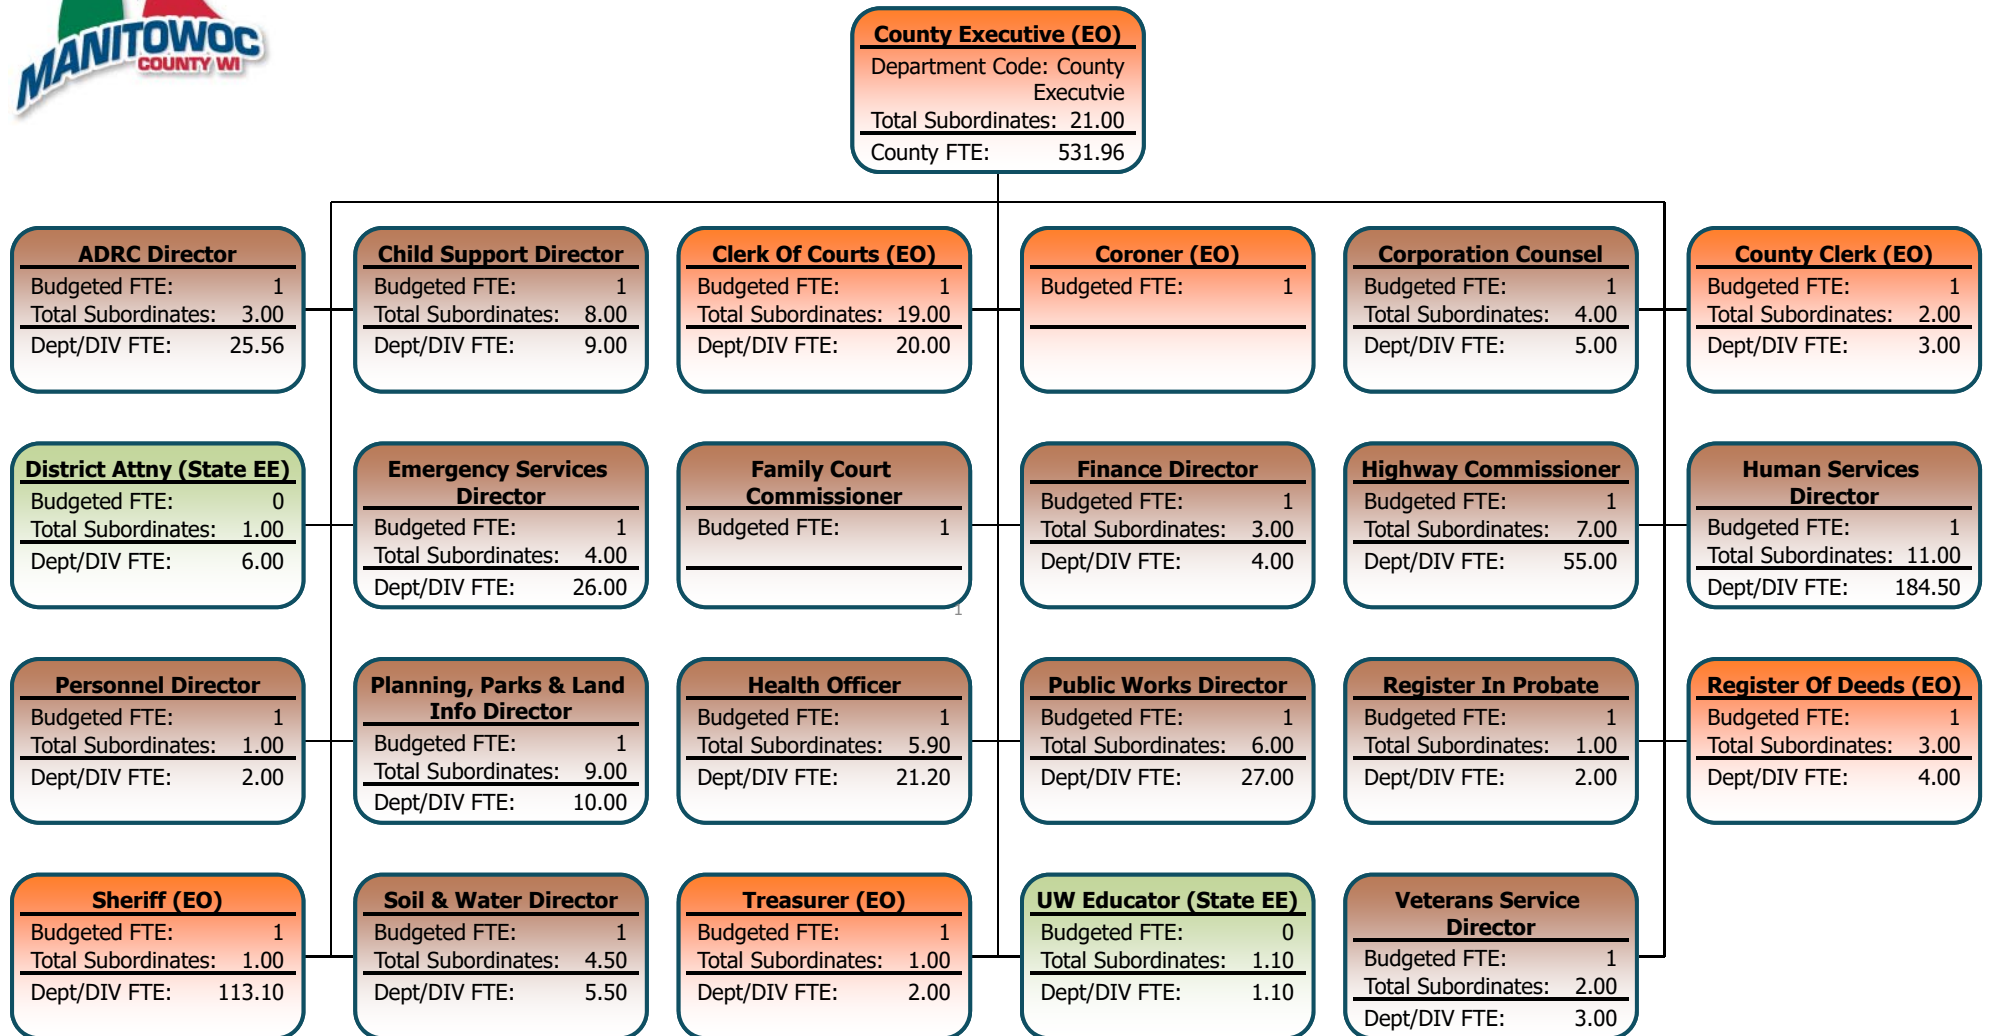 MANITOWOC
COUNTY WI
County Executive (EO)
Department Code: County
Executvie
Total Subordinates: 21.00
County FTE: 531.96
ADRC Director
Budgeted FTE: 1
Total Subordinates: 3.00
Dept/DIV FTE: 25.56
Child Support Director
Budgeted FTE: 1
Total Subordinates: 8.00
Dept/DIV FTE: 9.00
Clerk Of Courts (EO)
Budgeted FTE: 1
Total Subordinates: 19.00
Dept/DIV FTE: 20.00
Coroner (EO)
Budgeted FTE: 1
Corporation Counsel
Budgeted FTE: 1
Total Subordinates: 4.00
Dept/DIV FTE: 5.00
County Clerk (EO)
Budgeted FTE: 1
Total Subordinates: 2.00
Dept/DIV FTE: 3.00
District Attny (State EE)
Budgeted FTE: 0
Total Subordinates: 1.00
Dept/DIV FTE: 6.00
Emergency Services
Director
Budgeted FTE: 1
Total Subordinates: 4.00
Dept/DIV FTE: 26.00
Family Court
Commissioner
Budgeted FTE: 1
1
Finance Director
Budgeted FTE: 1
Total Subordinates: 3.00
Dept/DIV FTE: 4.00
Highway Commissioner
Budgeted FTE: 1
Total Subordinates: 7.00
Dept/DIV FTE: 55.00
Human Services
Director
Budgeted FTE: 1
Total Subordinates: 11.00
Dept/DIV FTE: 184.50
Personnel Director
Budgeted FTE: 1
Total Subordinates: 1.00
Dept/DIV FTE: 2.00
Planning, Parks & Land
Info Director
Budgeted FTE: 1
Total Subordinates: 9.00
Dept/DIV FTE: 10.00
Health Officer
Budgeted FTE: 1
Total Subordinates: 5.90
Dept/DIV FTE: 21.20
Public Works Director
Budgeted FTE: 1
Total Subordinates: 6.00
Dept/DIV FTE: 27.00
Register In Probate
Budgeted FTE: 1
Total Subordinates: 1.00
Dept/DIV FTE: 2.00
Register Of Deeds (EO)
Budgeted FTE: 1
Total Subordinates: 3.00
Dept/DIV FTE: 4.00
Sheriff (EO)
Budgeted FTE: 1
Total Subordinates: 1.00
Dept/DIV FTE: 113.10
Soil & Water Director
Budgeted FTE: 1
Total Subordinates: 4.50
Dept/DIV FTE: 5.50
Treasurer (EO)
Budgeted FTE: 1
Total Subordinates: 1.00
Dept/DIV FTE: 2.00
UW Educator (State EE)
Budgeted FTE: 0
Total Subordinates: 1.10
Dept/DIV FTE: 1.10
Veterans Service
Director
Budgeted FTE: 1
Total Subordinates: 2.00
Dept/DIV FTE: 3.00